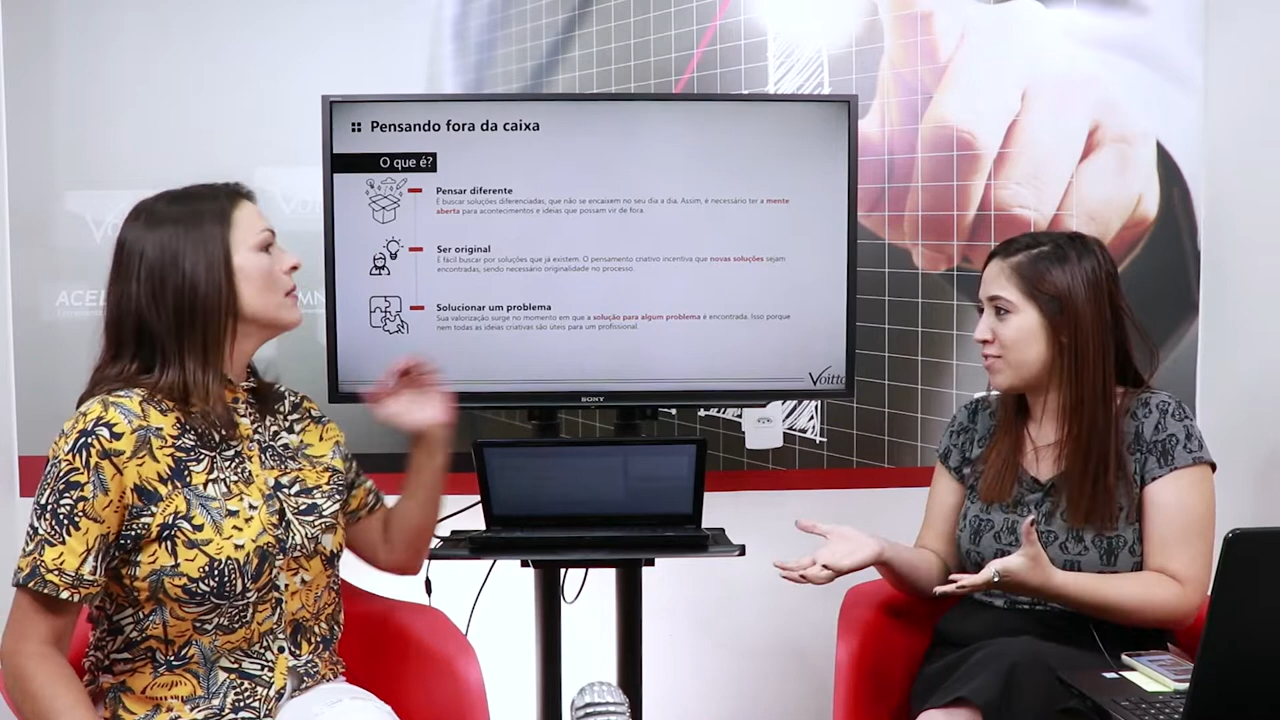 Pensando fora da caixa
O que é?
Pensar diferente
É buscar soluções diferenciadas, que não se encaixem no seu dia a dia. Assim, é necessário ter a mente
aberta para acontecimentos e ideias que possam vir de fora.
Ser original
É fácil buscar por soluções que já existem. O pensamento criativo incentiva que novas soluções sejam
encontradas, sendo necessário originalidade no processo.
Solucionar um problema
Sua valorização surge no momento em que a solução para algum problema é encontrada. Isso porque
nem todas as ideias criativas são úteis para um profissional.
Voitto
SONY